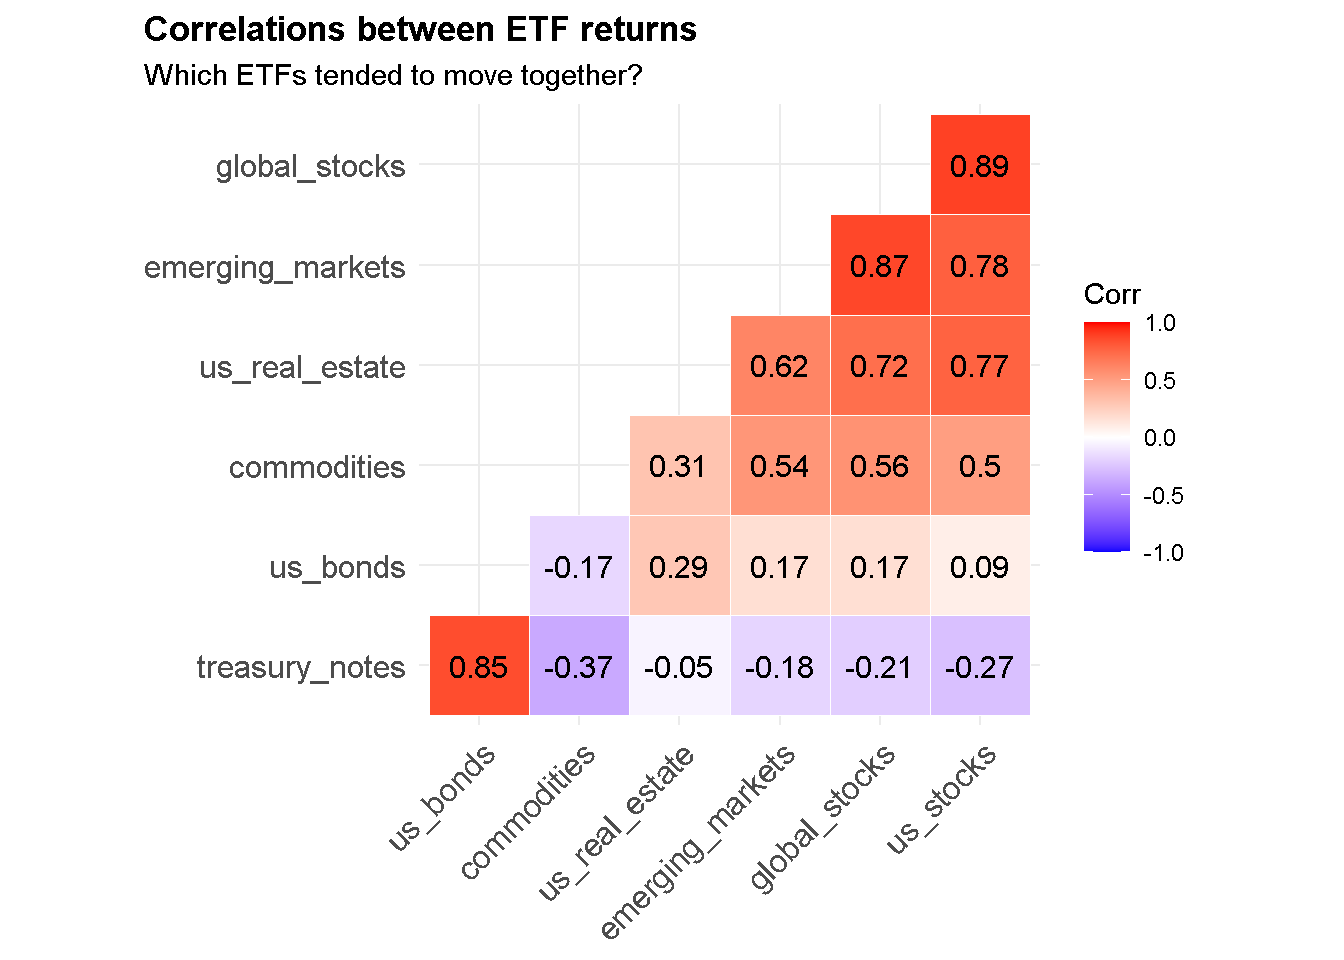 Correlations between ETF returns
Which ETFs tended to move together?
global_stocks 0.89
emerging_markets 0.87 0.78
us_real_estate 0.62 0.72 0.77
commodities 0.31 0.54 0.56 0.5
us_bonds -0.17 0.29 0.17 0.17 0.09
treasury_notes 0.85 -0.37 -0.05 -0.18 -0.21 -0.27
us_bonds commodities us_real_estate emerging_markets global_stocks us_stocks
Corr
1.0
0.5
0.0
-0.5
-1.0